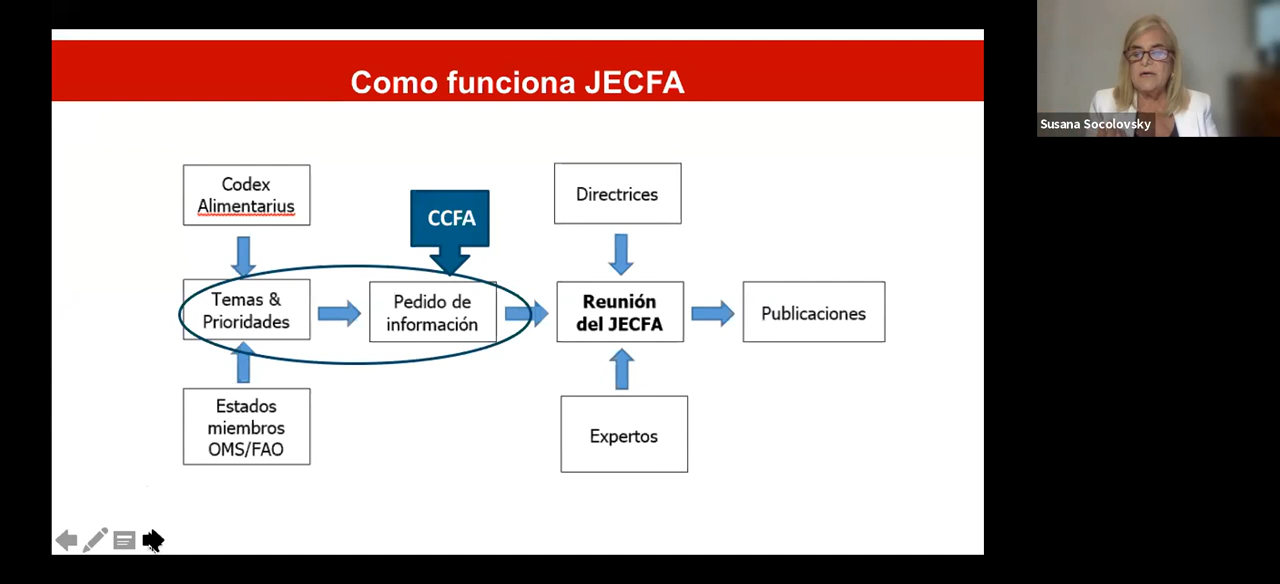 Como funciona JECFA
Susana Socolovsky
Codex
Alimentarius
CCFA
Directrices
Temas &
Prioridades
Pedido de
información
Reunión
del JECFA
Publicaciones
Estados
miembros
OMS/FAO
Expertos